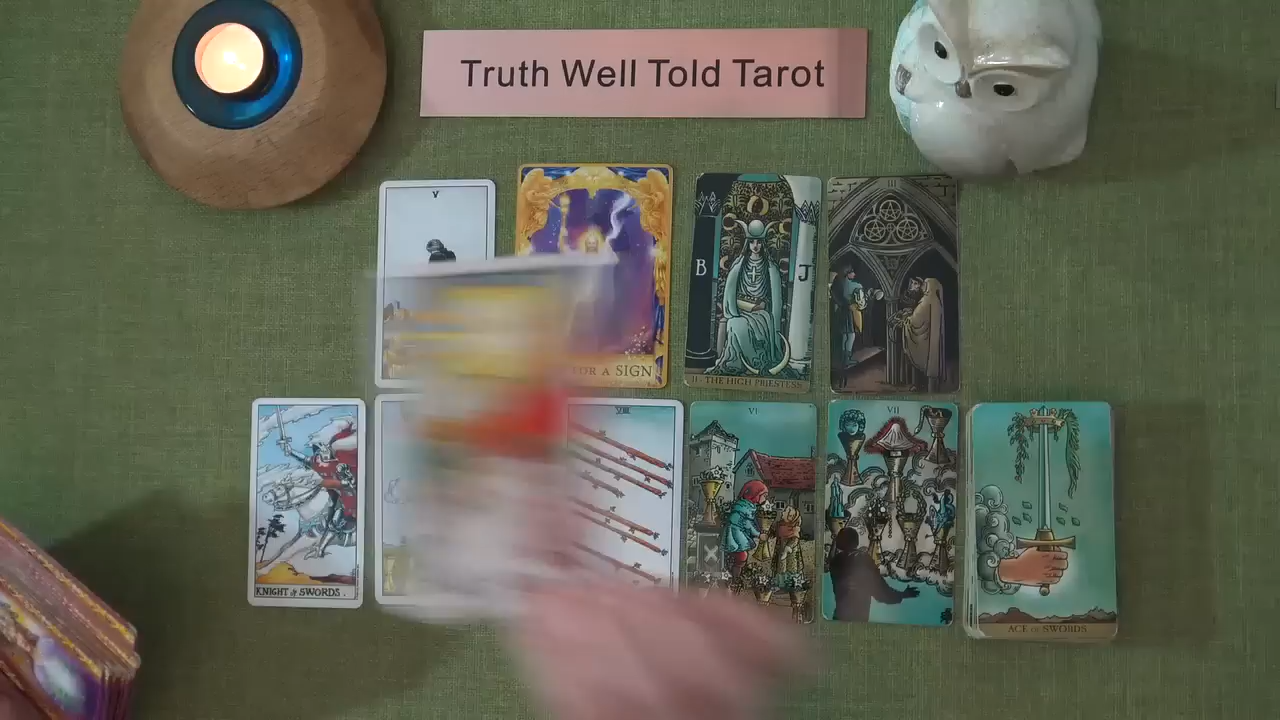 Truth Well Told Tarot
V
FOR A SIGN
B
J
II · THE HIGH PRIESTESS
III
VIII
VI
VII
KNIGHT of SWORDS.
ACE OF SWORDS